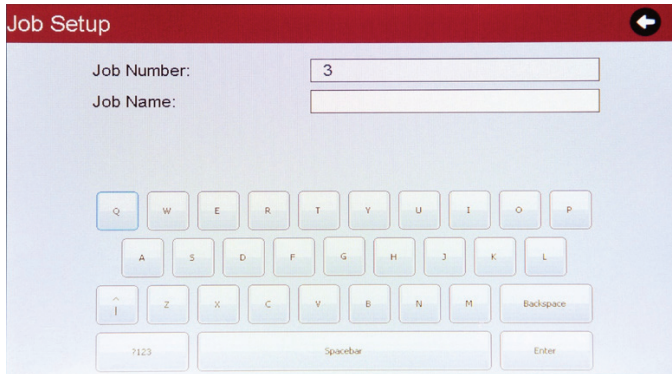 Job Setup
Job Number: 3
Job Name:
Q W E R T Y U I O P
A S D F G H J K L
Z X C V B N M Backspace
?123 Spacebar Enter